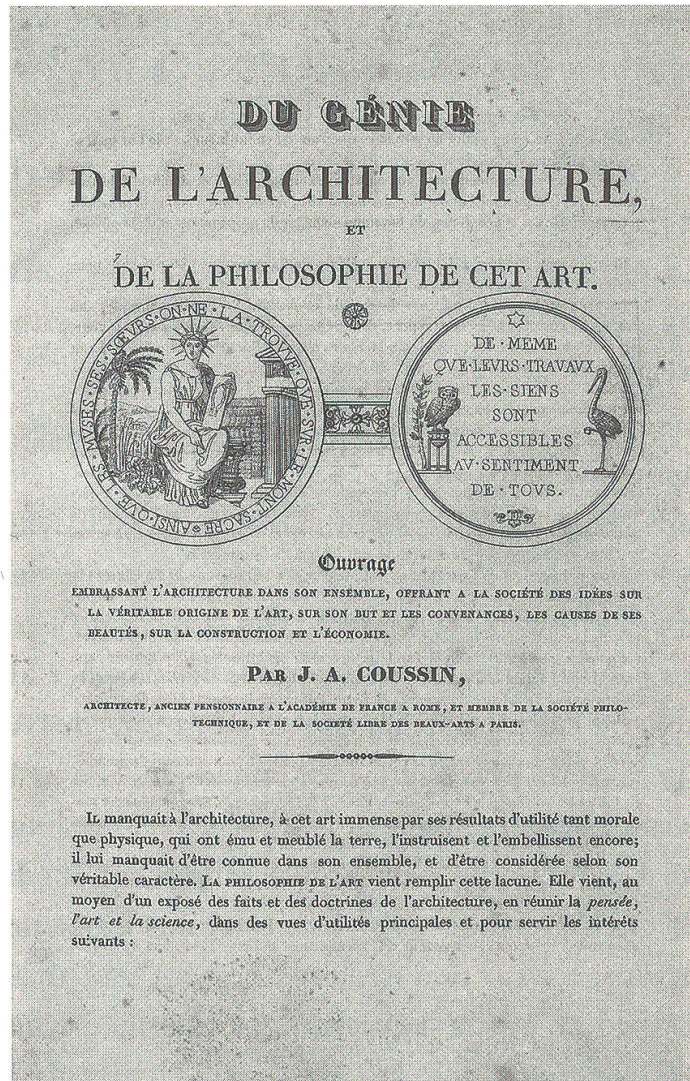 DU GÉNIE
DE L'ARCHITECTURE,
ET
DE LA PHILOSOPHIE DE CET ART.
AINSI·QVE·LES·MVSES·SES·SŒVRS·ON·NE·LA·TROVVE·QVE·SVR·LE·MONT·SACRE
DE·MEME
QVE·LEVRS·TRAVAVX
LES·SIENS
SONT
ACCESSIBLES
AV·SENTIMENT
DE·TOVS.
Ouvrage
EMBRASSANT L'ARCHITECTURE DANS SON ENSEMBLE, OFFRANT A LA SOCIÉTÉ DES IDÉES SUR
LA VÉRITABLE ORIGINE DE L'ART, SUR SON BUT ET LES CONVENANCES, LES CAUSES DE SES
BEAUTÉS, SUR LA CONSTRUCTION ET L'ÉCONOMIE.
PAR J. A. COUSSIN,
ARCHITECTE, ANCIEN PENSIONNAIRE A L'ACADÉMIE DE FRANCE A ROME, ET MEMBRE DE LA SOCIÉTÉ PHILO-
TECHNIQUE, ET DE LA SOCIETÉ LIBRE DES BEAUX-ARTS A PARIS.
IL manquait à l'architecture, à cet art immense par ses résultats d'utilité tant morale
que physique, qui ont ému et meublé la terre, l'instruisent et l'embellissent encore;
il lui manquait d'être connue dans son ensemble, et d'être considérée selon son
véritable caractère. LA PHILOSOPHIE DE L'ART vient remplir cette lacune. Elle vient, au
moyen d'un exposé des faits et des doctrines de l'architecture, en réunir la pensée,
l'art et la science, dans des vues d'utilités principales et pour servir les intérêts
suivants :